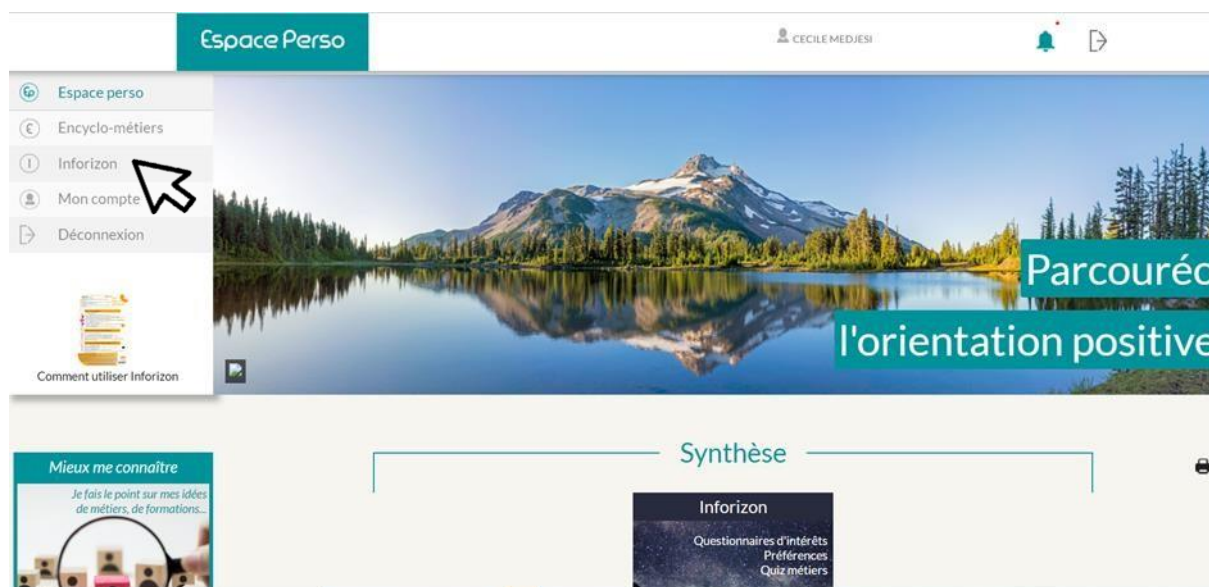 Espace Perso
CECILE MEDJESI
Espace perso
Encyclo-métiers
Inforizon
Mon compte
Déconnexion
Comment utiliser Inforizon
Parcouréo
l'orientation positive
Synthèse
Mieux me connaître
Je fais le point sur mes idées
de métiers, de formations...
Inforizon
Questionnaires d'intérêts
Préférences
Quiz métiers